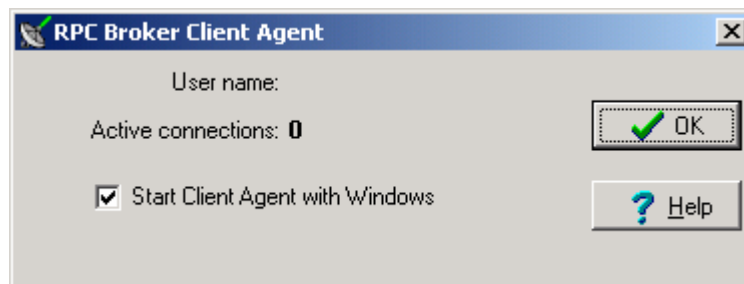 RPC Broker Client Agent
User name:
Active connections: 0
OK
Start Client Agent with Windows
Help